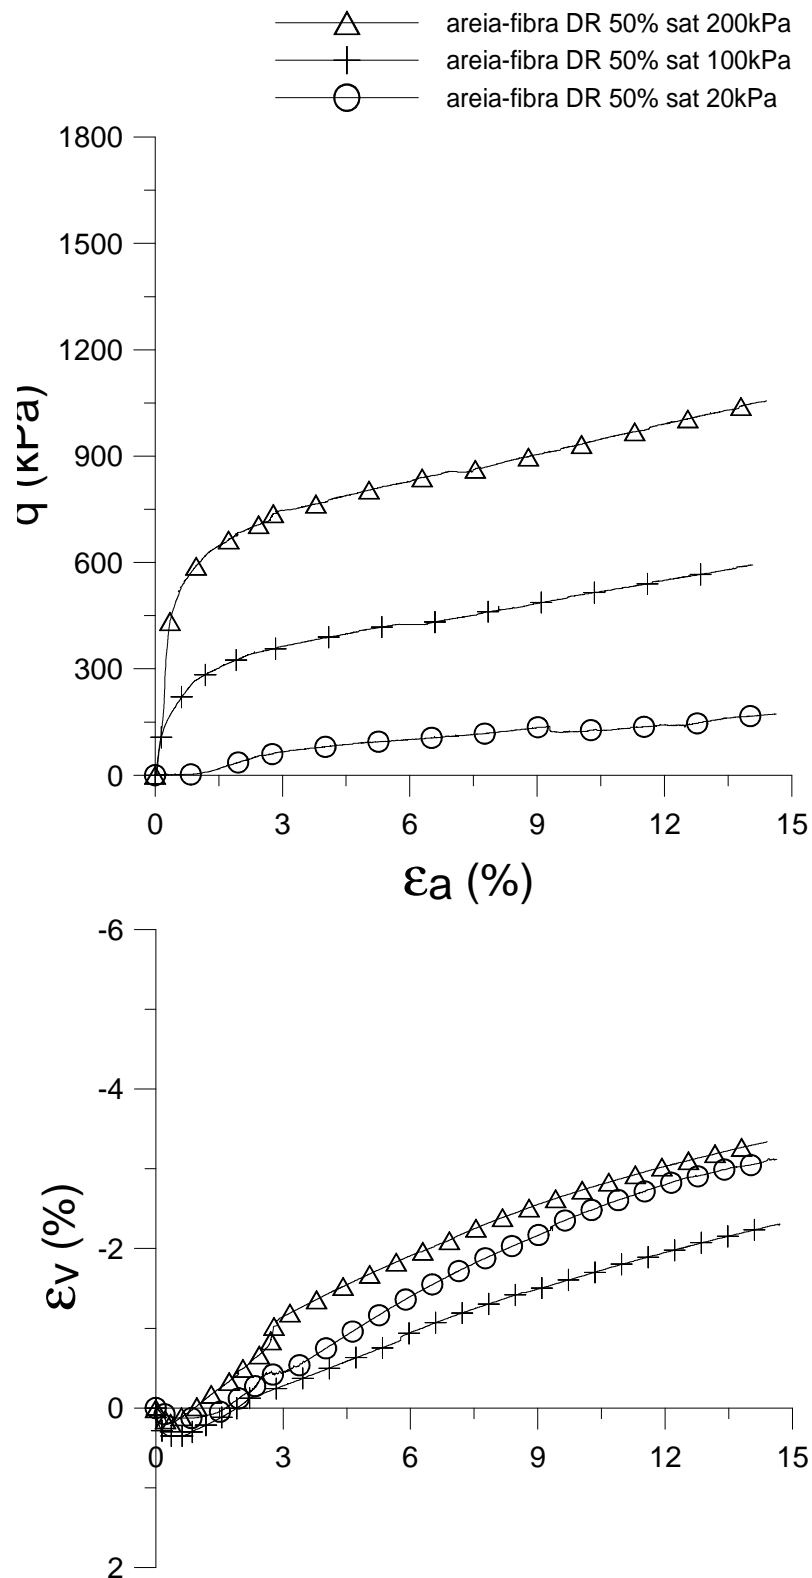 areia-fibra DR 50% sat 200kPa
areia-fibra DR 50% sat 100kPa
areia-fibra DR 50% sat 20kPa
1800
1500
1200
900
600
300
0
q (kPa)
0 3 6 9 12 15
εa (%)
-6
-4
-2
0
2
εv (%)
0 3 6 9 12 15